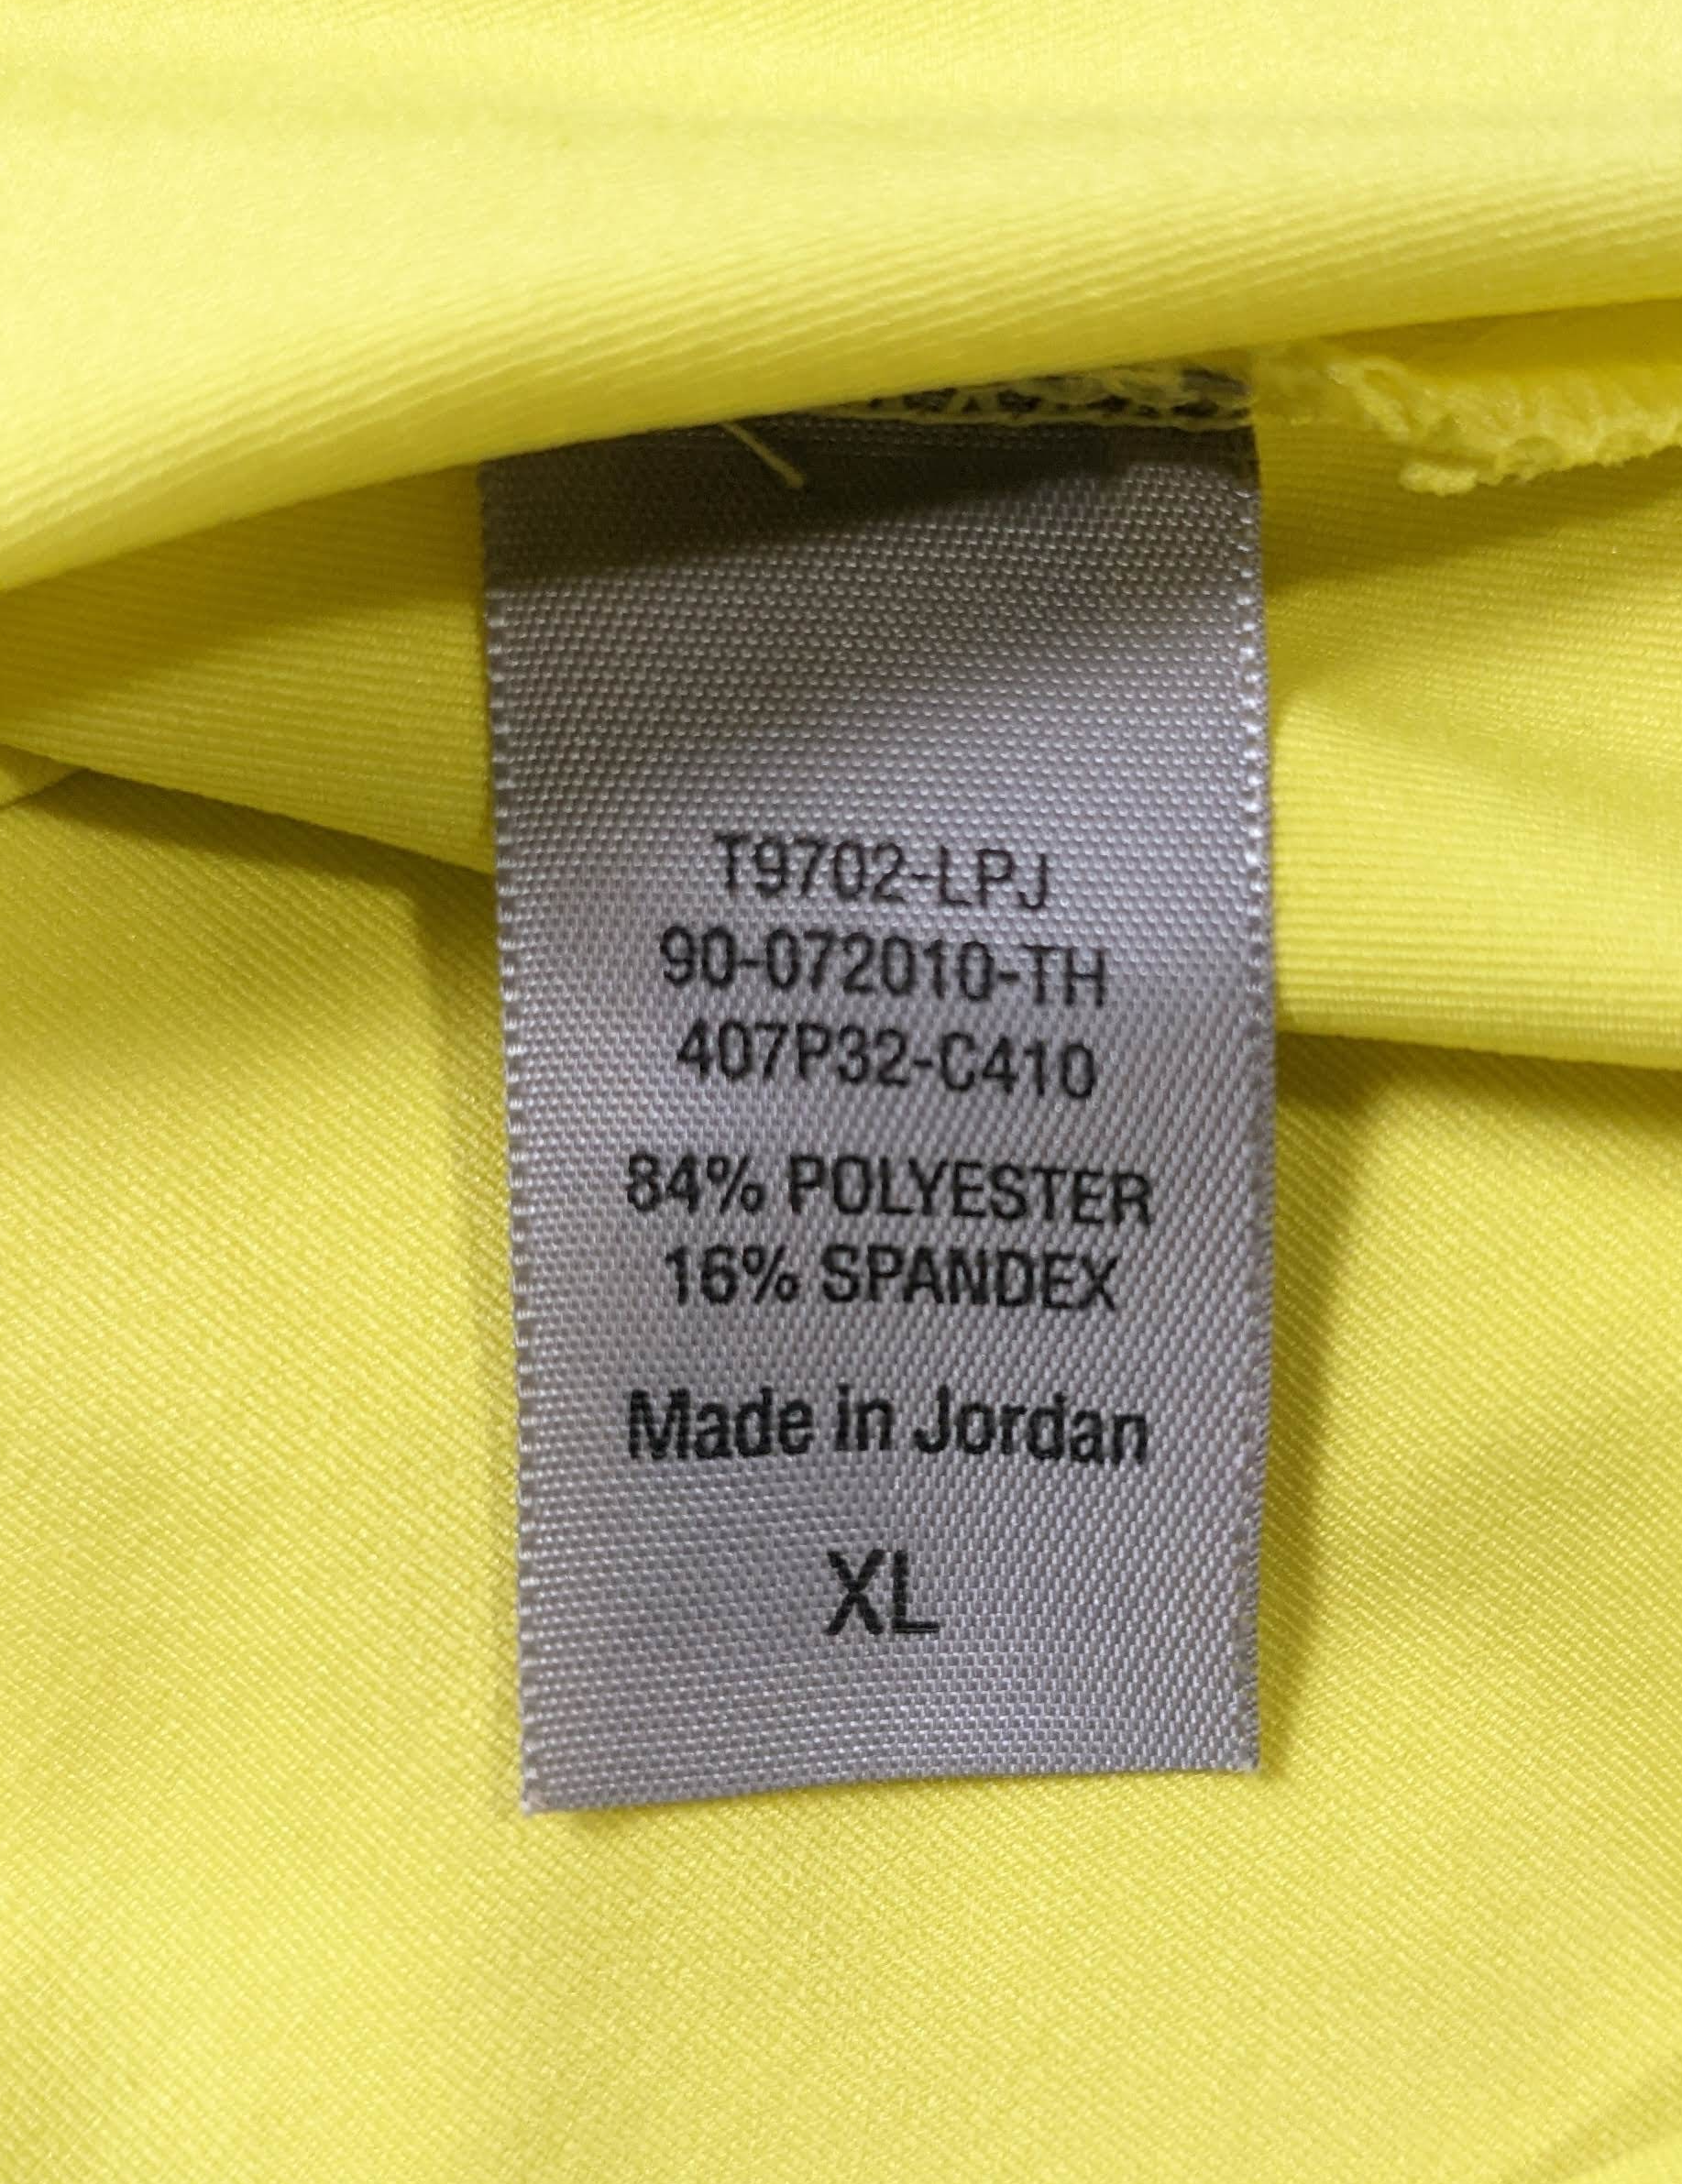 T9702-LPJ
90-072010-TH
407P32-C410
84% POLYESTER
16% SPANDEX
Made in Jordan
XL